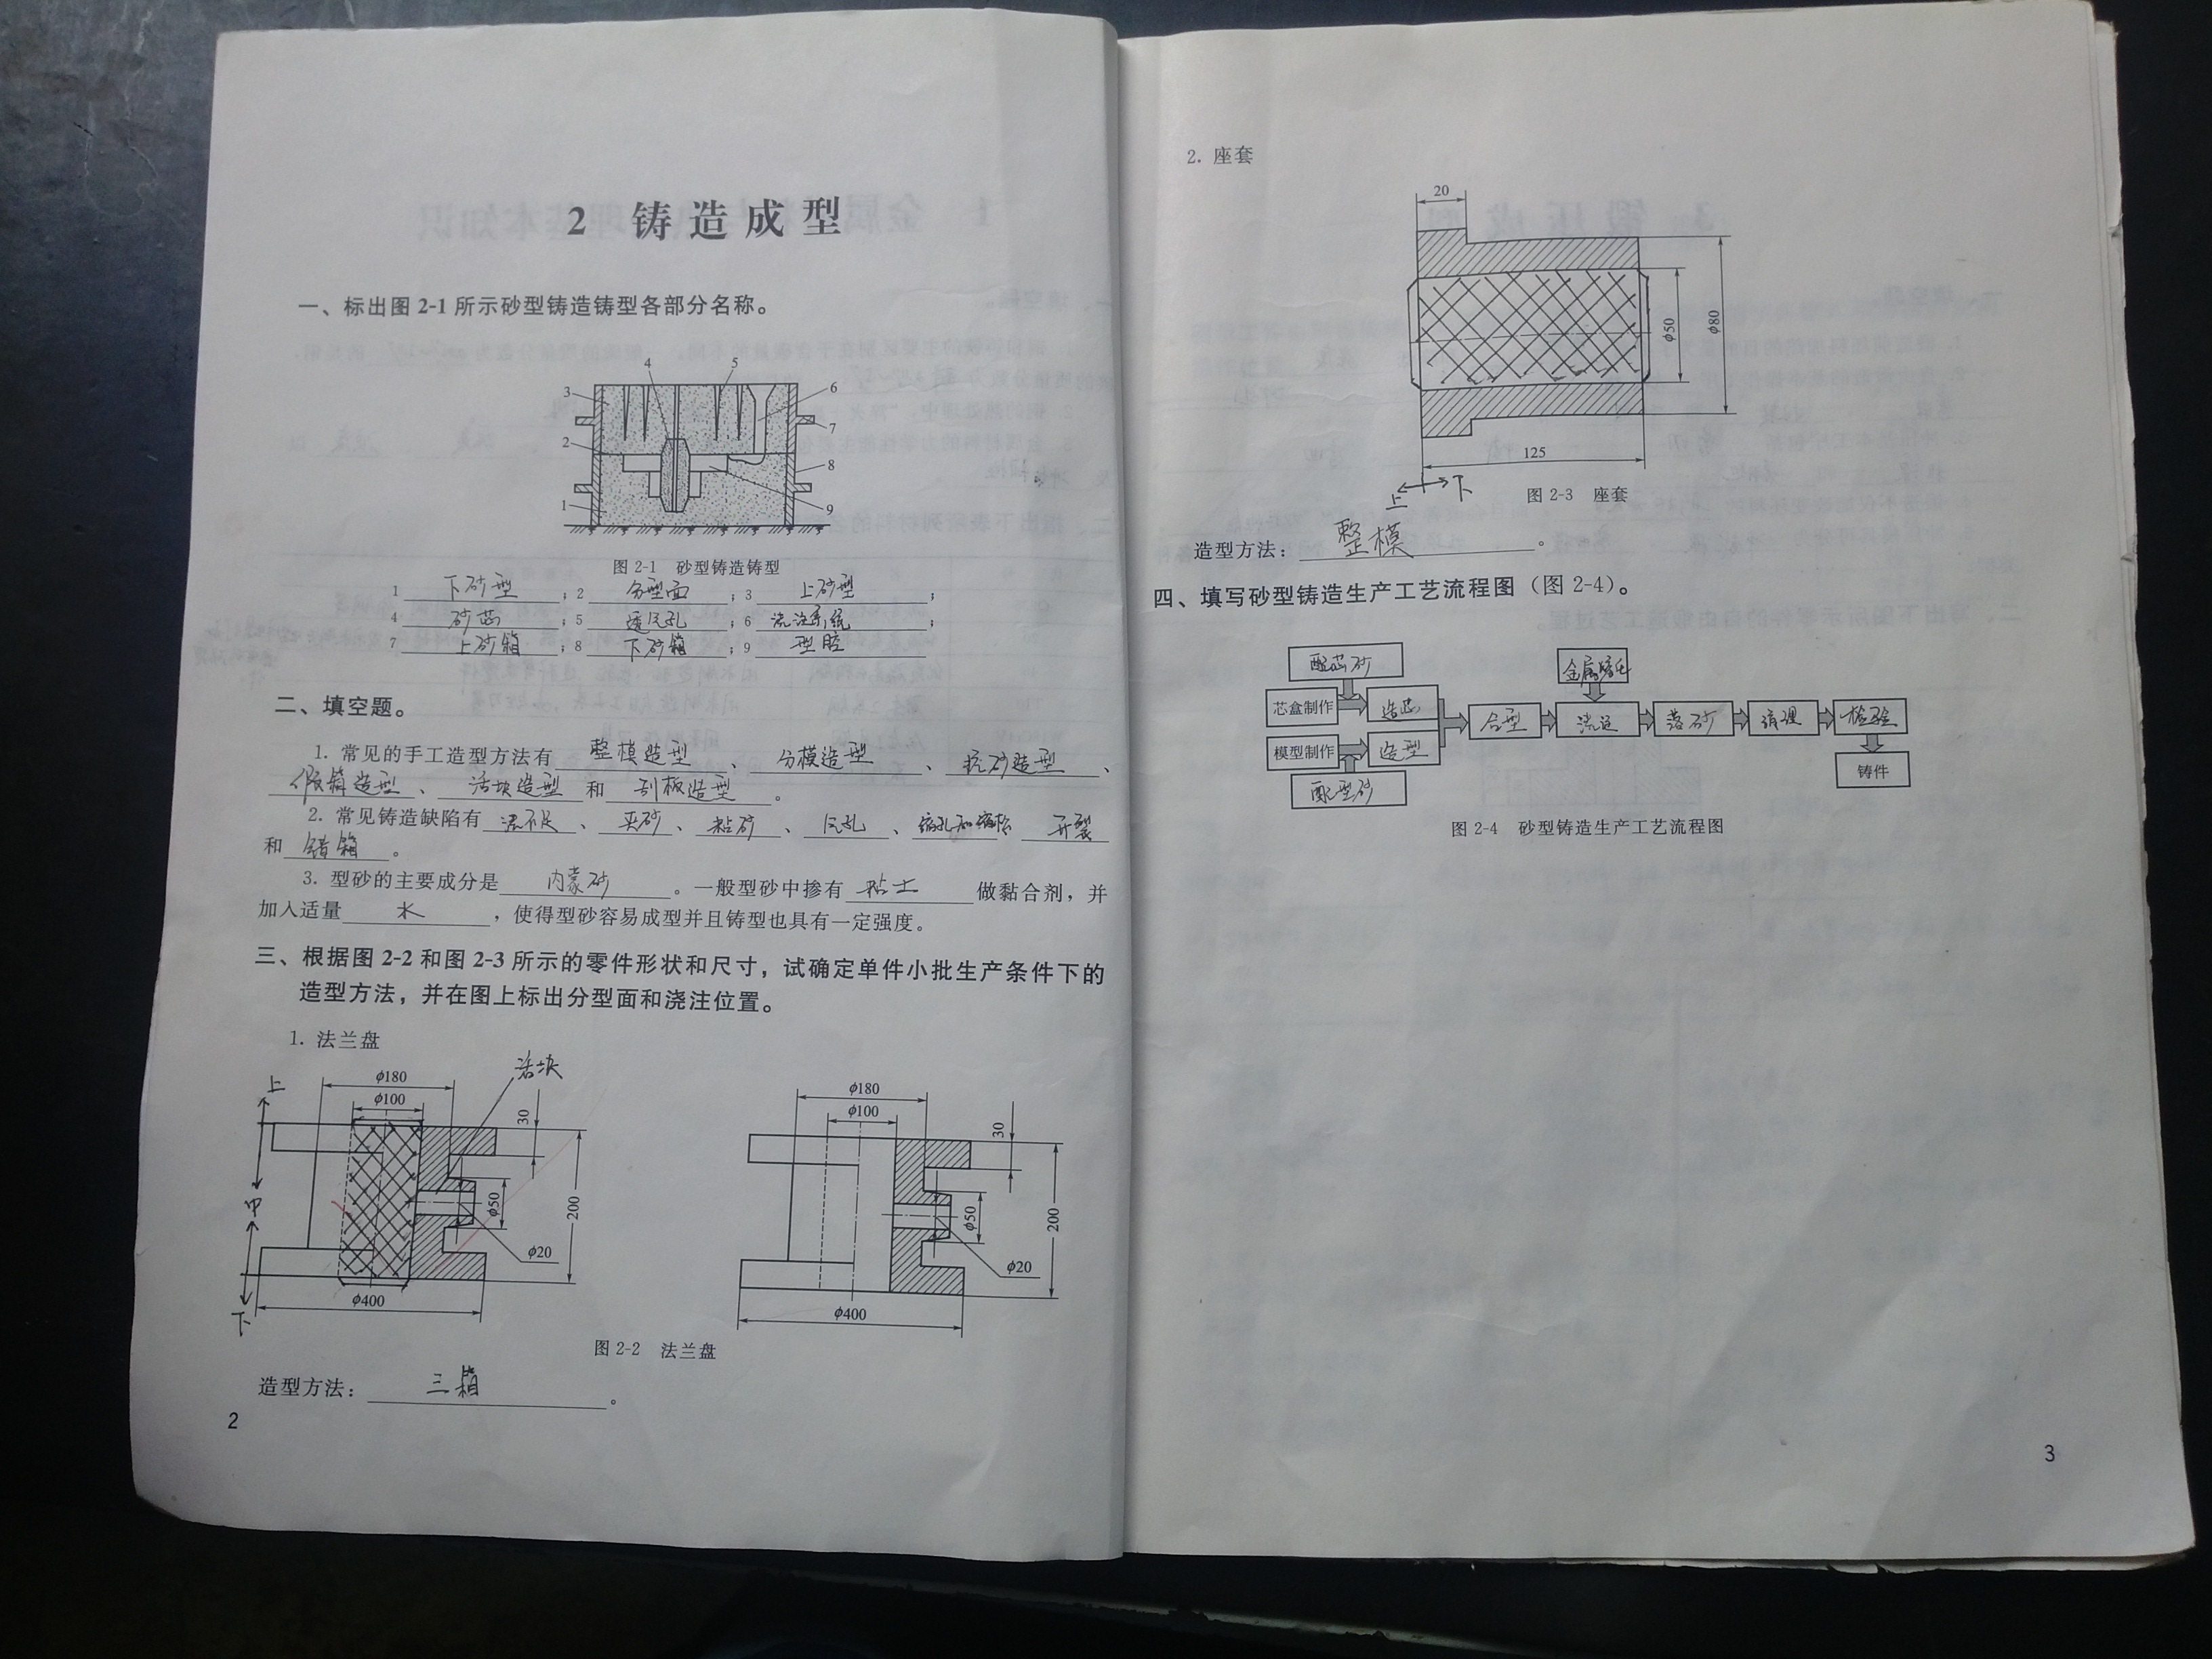 2 铸造成型
一、标出图2-1所示砂型铸造铸型各部分名称。
4 5
3 6
7
2
8
1 9
图2-1 砂型铸造铸型
1 下砂型 ;2 分型面 ;3 上砂型 ;
4 砂芯 ;5 透气孔 ;6 浇注系统 ;
7 上砂箱 ;8 下砂箱 ;9 型腔
二、填空题。
1. 常见的手工造型方法有 整模造型 、 分模造型 、 挖砂造型 、
假箱造型 、 活块造型 和 刮板造型 。
2. 常见铸造缺陷有 浇不足 、 夹砂 、 粘砂 、 气孔 、 缩孔和缩松 开裂
和 错箱 。
3. 型砂的主要成分是 内蒙砂 。一般型砂中掺有 粘土 做黏合剂，并
加入适量 水 ，使得型砂容易成型并且铸型也具有一定强度。
三、根据图2-2和图2-3所示的零件形状和尺寸，试确定单件小批生产条件下的
造型方法，并在图上标出分型面和浇注位置。
1. 法兰盘
活块
上
ϕ180
ϕ100
30
中
ϕ50
200
ϕ20
下
ϕ400
ϕ180
ϕ100
30
ϕ50
200
ϕ20
ϕ400
图2-2 法兰盘
造型方法： 三箱 。
2
2. 座套
20
ϕ50
ϕ80
125
上 下
图2-3 座套
造型方法： 整模 。
四、填写砂型铸造生产工艺流程图（图2-4）。
配芯砂
金属熔化
芯盒制作 造芯
合型 浇注 落砂 清理 检验
模型制作 造型
铸件
配型砂
图2-4 砂型铸造生产工艺流程图
3